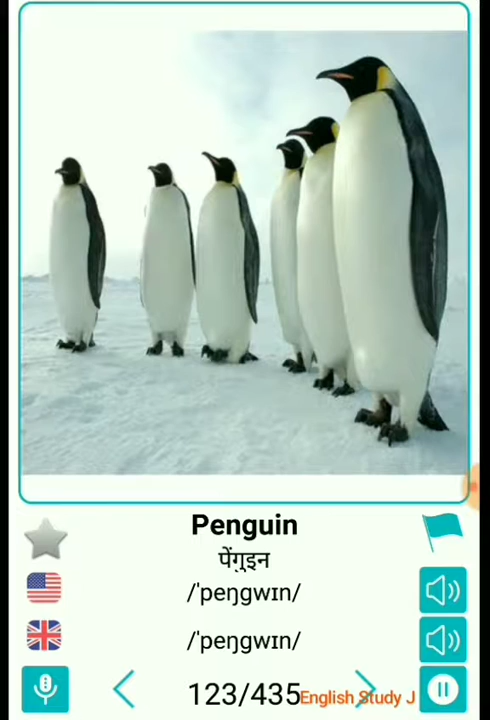 Penguin
पेंगुइन
/ˈpeŋgwɪn/
/ˈpeŋgwɪn/
123/435
English Study J